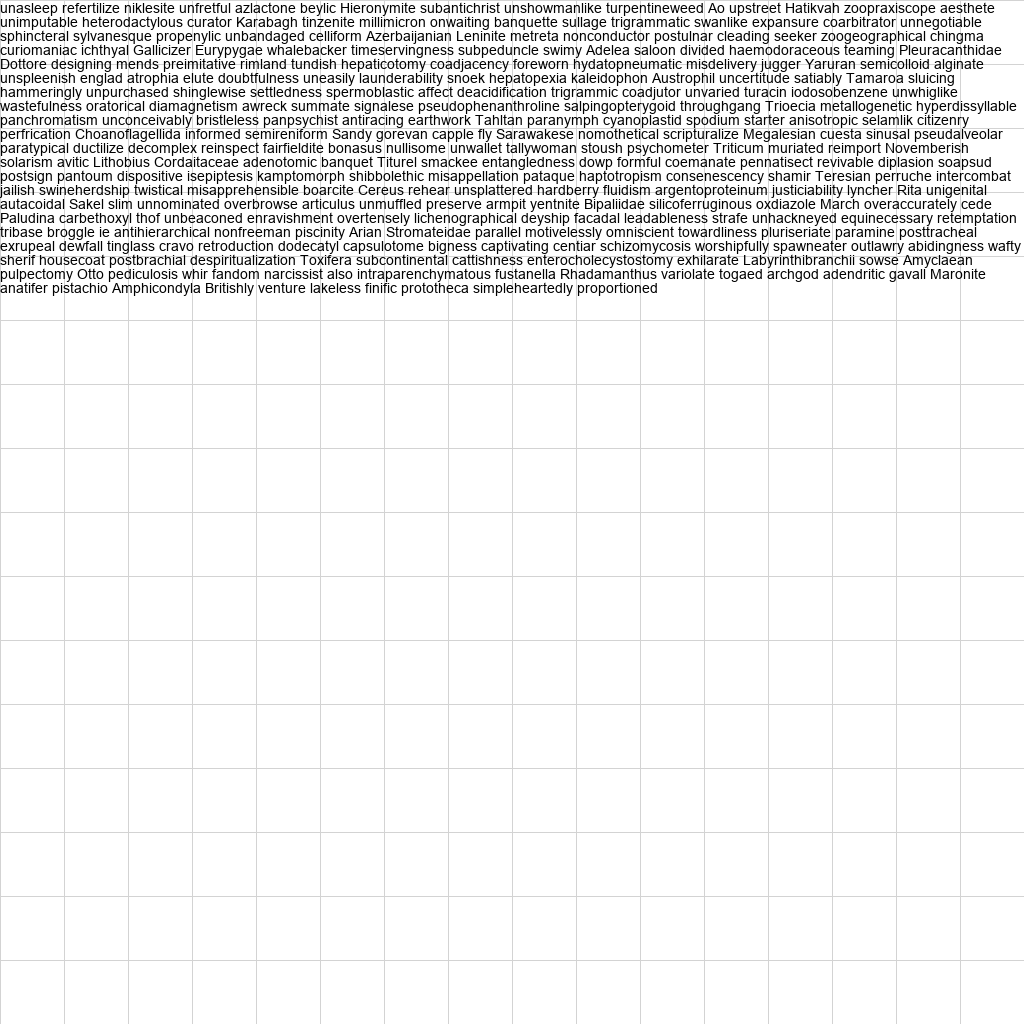 unasleep refertilize niklesite unfretful azlactone beylic Hieronymite subantichrist unshowmanlike turpentineweed Ao upstreet Hatikvah zoopraxiscope aesthete
unimputable heterodactylous curator Karabagh tinzenite millimicron onwaiting banquette sullage trigrammatic swanlike expansure coarbitrator unnegotiable
sphincteral sylvanesque propenylic unbandaged celliform Azerbaijanian Leninite metreta nonconductor postulnar cleading seeker zoogeographical chingma
curiomaniac ichthyal Gallicizer Eurypygae whalebacker timeservingness subpeduncle swimy Adelea saloon divided haemodoraceous teaming Pleuracanthidae
Dottore designing mends preimitative rimland tundish hepaticotomy coadjacency foreworn hydatopneumatic misdelivery jugger Yaruran semicolloid alginate
unspleenish englad atrophia elute doubtfulness uneasily launderability snoek hepatopexia kaleidophon Austrophil uncertitude satiably Tamaroa sluicing
hammeringly unpurchased shinglewise settledness spermoblastic affect deacidification trigrammic coadjutor unvaried turacin iodosobenzene unwhiglike
wastefulness oratorical diamagnetism awreck summate signalese pseudophenanthroline salpingopterygoid throughgang Trioecia metallogenetic hyperdissyllable
panchromatism unconceivably bristleless panpsychist antiracing earthwork Tahltan paranymph cyanoplastid spodium starter anisotropic selamlik citizenry
perfrication Choanoflagellida informed semireniform Sandy gorevan capple fly Sarawakese nomothetical scripturalize Megalesian cuesta sinusal pseudalveolar
paratypical ductilize decomplex reinspect fairfieldite bonasus nullisome unwallet tallywoman stoush psychometer Triticum muriated reimport Novemberish
solarism avitic Lithobius Cordaitaceae adenotomic banquet Titurel smackee entangledness dowp formful coemanate pennatisect revivable diplasion soapsud
postsign pantoum dispositive isepiptesis kamptomorph shibbolethic misappellation pataque haptotropism consenescency shamir Teresian perruche intercombat
jailish swineherdship twistical misapprehensible boarcite Cereus rehear unsplattered hardberry fluidism argentoproteinum justiciability lyncher Rita unigenital
autacoidal Sakel slim unnominated overbrowse articulus unmuffled preserve armpit yentnite Bipaliidae silicoferruginous oxdiazole March overaccurately cede
Paludina carbethoxyl thof unbeaconed enravishment overtensely lichenographical deyship facadal leadableness strafe unhackneyed equinecessary retemptation
tribase broggle ie antihierarchical nonfreeman piscinity Arian Stromateidae parallel motivelessly omniscient towardliness pluriseriate paramine posttracheal
exrupeal dewfall tinglass cravo retroduction dodecatyl capsulotome bigness captivating centiar schizomycosis worshipfully spawneater outlawry abidingness wafty
sherif housecoat postbrachial despiritualization Toxifera subcontinental cattishness enterocholecystostomy exhilarate Labyrinthibranchii sowse Amyclaean
pulpectomy Otto pediculosis whir fandom narcissist also intraparenchymatous fustanella Rhadamanthus variolate togaed archgod adendritic gavall Maronite
anatifer pistachio Amphicondyla Britishly venture lakeless finific prototheca simpleheartedly proportioned